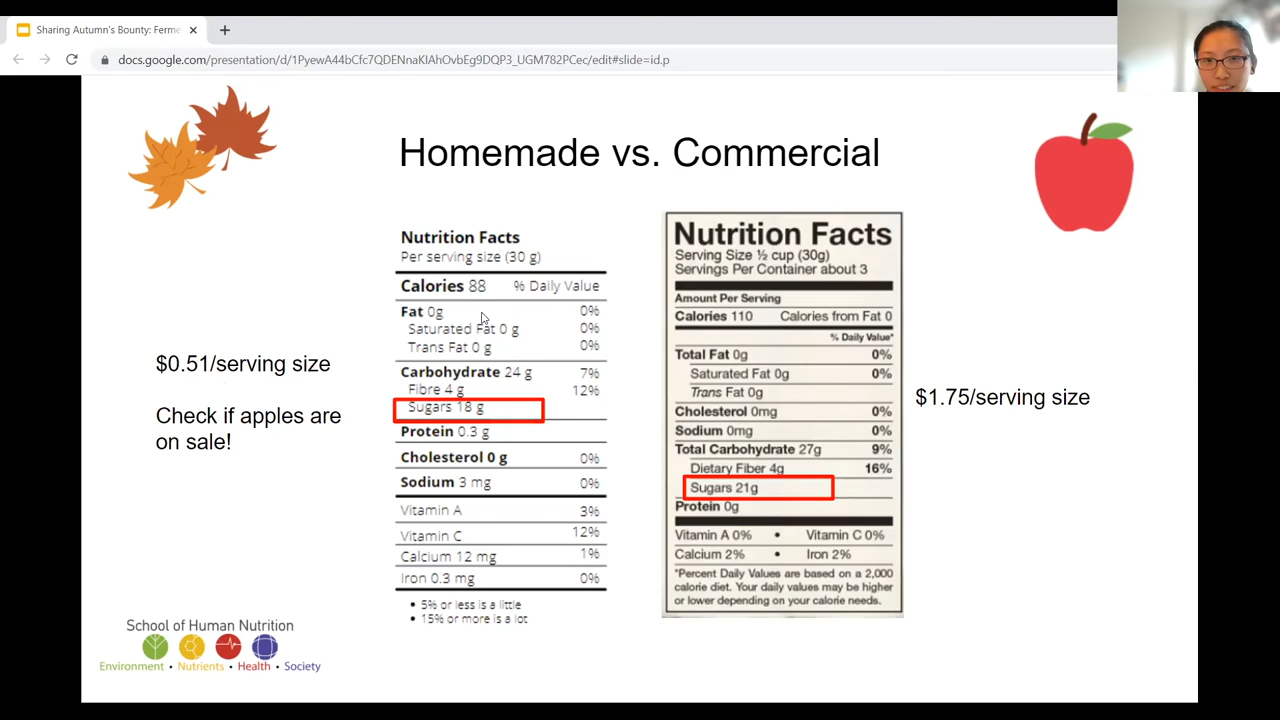 Sharing Autumn's Bounty: Ferme
docs.google.com/presentation/d/1PyewA44bCfc7QDENnaKIAhOvbEg9DQP3_UGM782PCec/edit#slide=id.p
Homemade vs. Commercial
$0.51/serving size
Check if apples are
on sale!
Nutrition Facts
Per serving size (30 g)
Calories 88 % Daily Value
Fat 0g 0%
Saturated Fat 0 g 0%
Trans Fat 0 g 0%
Carbohydrate 24 g 7%
Fibre 4 g 12%
Sugars 18 g
Protein 0.3 g
Cholesterol 0 g 0%
Sodium 3 mg 0%
Vitamin A 3%
Vitamin C 12%
Calcium 12 mg 1%
Iron 0.3 mg 0%
• 5% or less is a little
• 15% or more is a lot
Nutrition Facts
Serving Size ½ cup (30g)
Servings Per Container about 3
Amount Per Serving
Calories 110 Calories from Fat 0
% Daily Value*
Total Fat 0g 0%
Saturated Fat 0g 0%
Trans Fat 0g
Cholesterol 0mg 0%
Sodium 0mg 0%
Total Carbohydrate 27g 9%
Dietary Fiber 4g 16%
Sugars 21g
Protein 0g
Vitamin A 0% • Vitamin C 0%
Calcium 2% • Iron 2%
*Percent Daily Values are based on a 2,000
calorie diet. Your daily values may be higher
or lower depending on your calorie needs.
$1.75/serving size
School of Human Nutrition
Environment • Nutrients • Health • Society